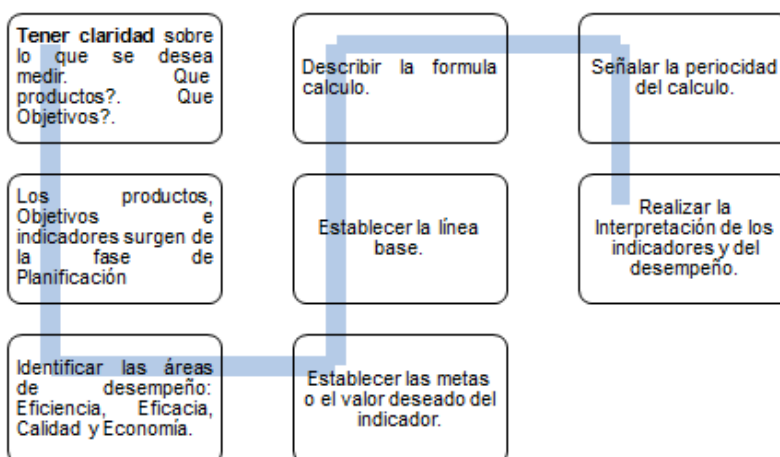 Tener claridad sobre
lo que se desea
medir. Que
productos?. Que
Objetivos?.
Los productos,
Objetivos e
indicadores surgen de
la fase de
Planificación
Identificar las áreas
de desempeño:
Eficiencia, Eficacia,
Calidad y Economía.
Establecer las metas
o el valor deseado del
indicador.
Establecer la línea
base.
Describir la formula
calculo.
Señalar la periocidad
del calculo.
Realizar la
Interpretación de los
indicadores y del
desempeño.